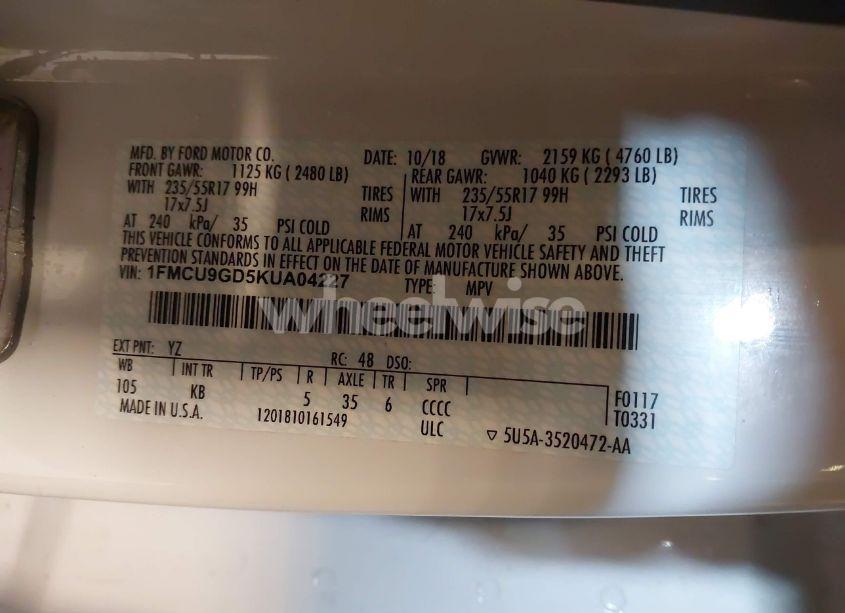 MFD. BY FORD MOTOR CO. DATE: 10/18 GVWR: 2159 KG ( 4760 LB)
FRONT GAWR: 1125 KG ( 2480 LB) REAR GAWR: 1040 KG ( 2293 LB)
WITH 235/55R17 99H TIRES WITH 235/55R17 99H TIRES
17x7.5J RIMS 17x7.5J RIMS
AT 240 kPa/ 35 PSI COLD AT 240 kPa/ 35 PSI COLD
THIS VEHICLE CONFORMS TO ALL APPLICABLE FEDERAL MOTOR VEHICLE SAFETY AND THEFT
PREVENTION STANDARDS IN EFFECT ON THE DATE OF MANUFACTURE SHOWN ABOVE.
VIN: 1FMCU9GD5KUA04227 TYPE: MPV
wheelwise
EXT PNT: YZ RC: 48 DSO:
WB INT TR TP/PS R AXLE TR SPR
105 KB 5 35 6 CCCC F0117
MADE IN U.S.A. 1201810161549 ULC T0331
▽ 5U5A-3520472-AA